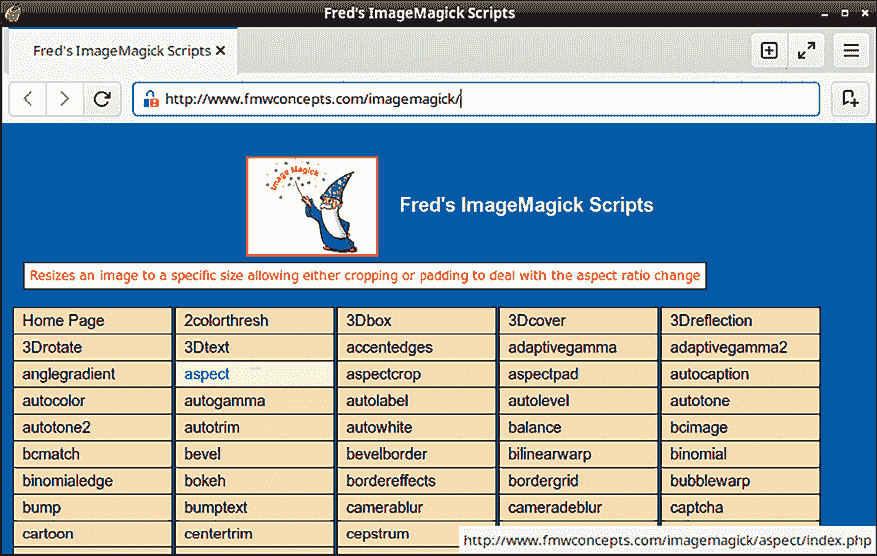 Fred's ImageMagick Scripts
Fred's ImageMagick Scripts
http://www.fmwconcepts.com/imagemagick/
Image Magick
Fred's ImageMagick Scripts
Resizes an image to a specific size allowing either cropping or padding to deal with the aspect ratio change
Home Page 2colorthresh 3Dbox 3Dcover 3Dreflection
3Drotate 3Dtext accentedges adaptivegamma adaptivegamma2
anglegradient aspect aspectcrop aspectpad autocaption
autocolor autogamma autolabel autolevel autotone
autotone2 autotrim autowhite balance bcimage
bcmatch bevel bevelborder bilinearwarp binomial
binomialedge bokeh bordereffects bordergrid bubblewarp
bump bumptext camerablur cameradeblur captcha
cartoon centertrim cepstrum
http://www.fmwconcepts.com/imagemagick/aspect/index.php